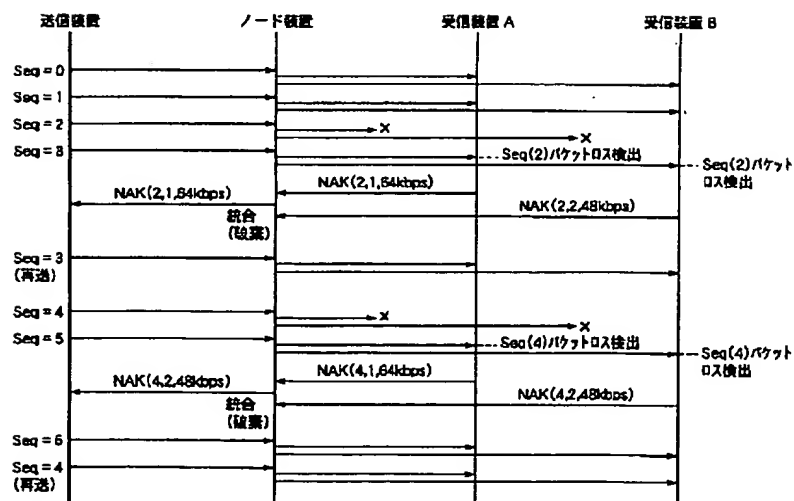 送信装置
ノード装置
受信装置 A
受信装置 B
Seq=0
Seq=1
Seq=2
×
×
Seq=3
Seq(2)パケットロス検出
Seq(2)パケット
ロス検出
NAK(2,1,64kbps)
NAK(2,1,64kbps)
NAK(2,2,48kbps)
統合
(破棄)
Seq=3
(再送)
Seq=4
×
×
Seq=5
Seq(4)パケットロス検出
Seq(4)パケット
ロス検出
NAK(4,2,48kbps)
NAK(4,1,64kbps)
NAK(4,2,48kbps)
統合
(破棄)
Seq=6
Seq=4
(再送)